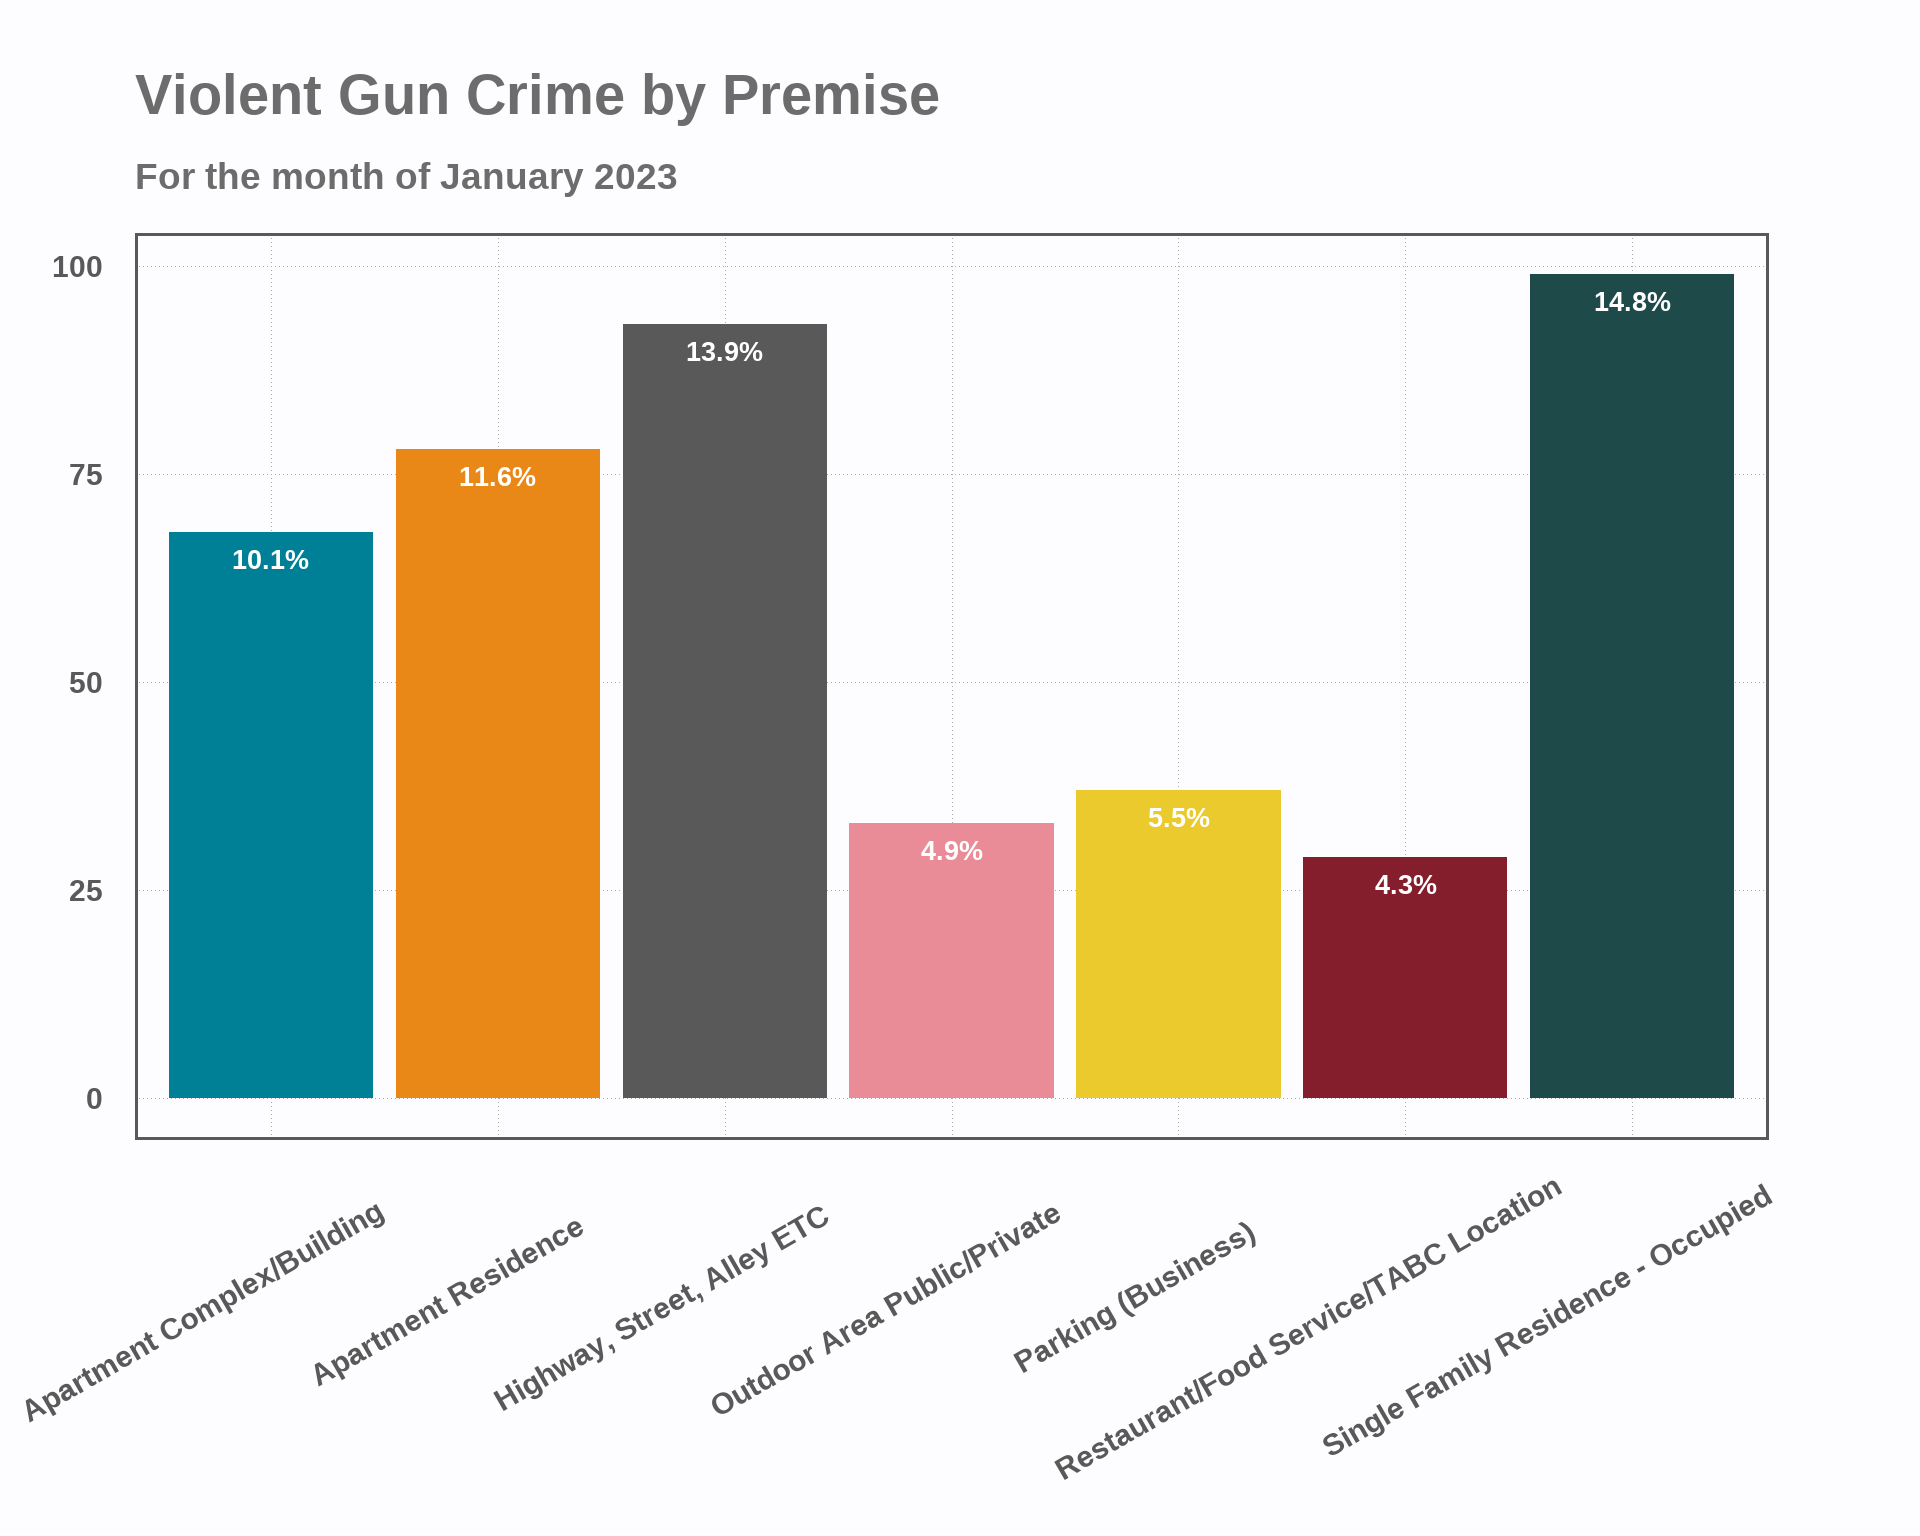 Violent Gun Crime by Premise
For the month of January 2023
100
75
50
25
0
10.1%
11.6%
13.9%
4.9%
5.5%
4.3%
14.8%
Apartment Complex/Building
Apartment Residence
Highway, Street, Alley ETC
Outdoor Area Public/Private
Parking (Business)
Restaurant/Food Service/TABC Location
Single Family Residence - Occupied